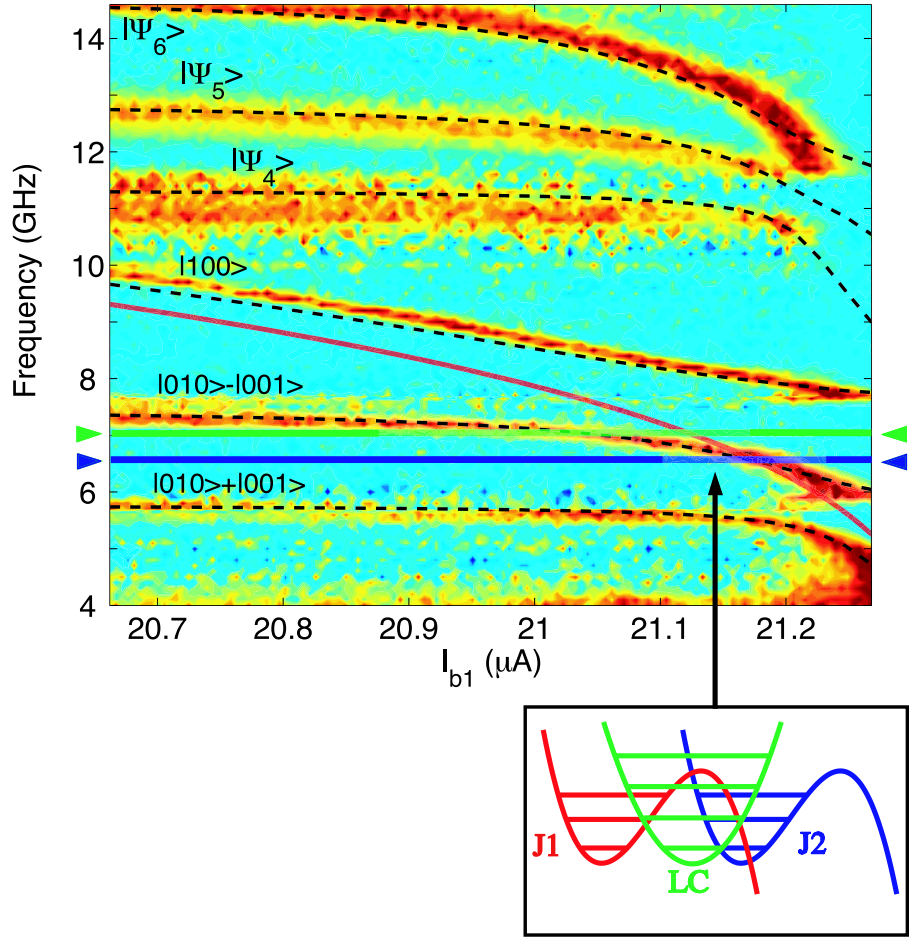 14
|Ψ6>
|Ψ5>
12
|Ψ4>
Frequency (GHz)
10
|100>
8
|010>-|001>
6
|010>+|001>
4
20.7 20.8 20.9 21 21.1 21.2
Ib1 (μA)
J1
J2
LC